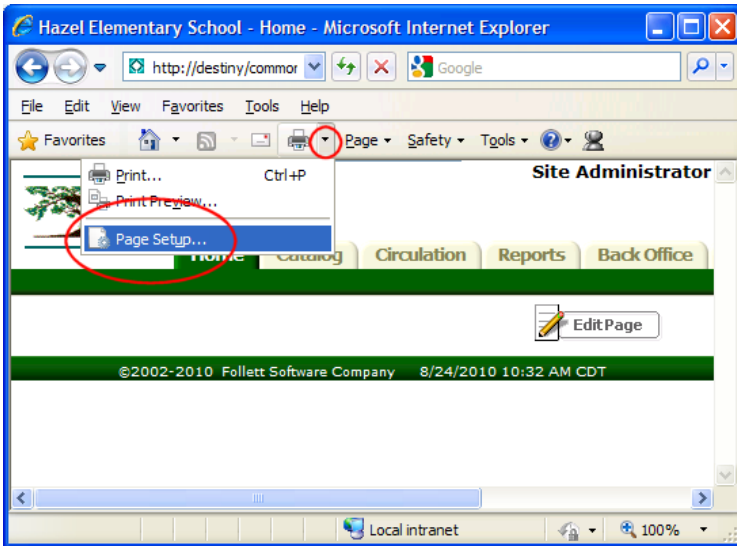 Hazel Elementary School - Home - Microsoft Internet Explorer
http://destiny/commor Google
File Edit View Favorites Tools Help
Favorites Page Safety Tools
Print... Ctrl+P Site Administrator
Print Preview...
Page Setup...
Home Catalog Circulation Reports Back Office
Edit Page
©2002-2010 Follett Software Company 8/24/2010 10:32 AM CDT
Local intranet 100%